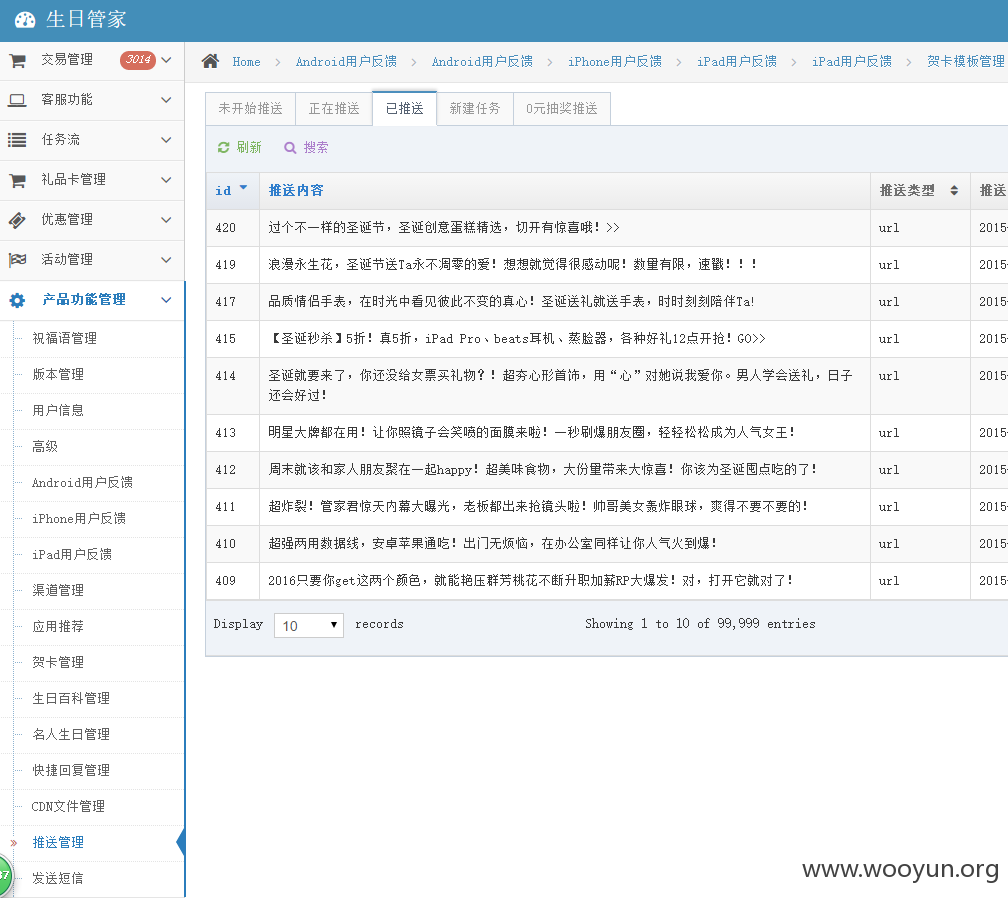 生日管家
交易管理 3014
客服功能
任务流
礼品卡管理
优惠管理
活动管理
产品功能管理
祝福语管理
版本管理
用户信息
高级
Android用户反馈
iPhone用户反馈
iPad用户反馈
渠道管理
应用推荐
贺卡管理
生日百科管理
名人生日管理
快捷回复管理
CDN文件管理
» 推送管理
发送短信
37
Home > Android用户反馈 > Android用户反馈 > iPhone用户反馈 > iPad用户反馈 > iPad用户反馈 > 贺卡模板管理
未开始推送 正在推送 已推送 新建任务 0元抽奖推送
刷新 搜索
id 推送内容 推送类型 推送
420 过个不一样的圣诞节，圣诞创意蛋糕精选，切开有惊喜哦！>> url 2015
419 浪漫永生花，圣诞节送Ta永不凋零的爱！想想就觉得很感动呢！数量有限，速戳！！！ url 2015
417 品质情侣手表，在时光中看见彼此不变的真心！圣诞送礼就送手表，时时刻刻陪伴Ta! url 2015
415 【圣诞秒杀】5折！真5折，iPad Pro、beats耳机、蒸脸器，各种好礼12点开抢！GO>> url 2015
414 圣诞就要来了，你还没给女票买礼物？！超夯心形首饰，用“心”对她说我爱你。男人学会送礼，日子 url 2015
还会好过！
413 明星大牌都在用！让你照镜子会笑喷的面膜来啦！一秒刷爆朋友圈，轻轻松松成为人气女王！ url 2015
412 周末就该和家人朋友聚在一起happy！超美味食物，大份量带来大惊喜！你该为圣诞囤点吃的了！ url 2015
411 超炸裂！管家君惊天内幕大曝光，老板都出来抢镜头啦！帅哥美女轰炸眼球，爽得不要不要的！ url 2015
410 超强两用数据线，安卓苹果通吃！出门无烦恼，在办公室同样让你人气火到爆！ url 2015
409 2016只要你get这两个颜色，就能艳压群芳桃花不断升职加薪RP大爆发！对，打开它就对了！ url 2015
Display 10 records Showing 1 to 10 of 99,999 entries
www.wooyun.org